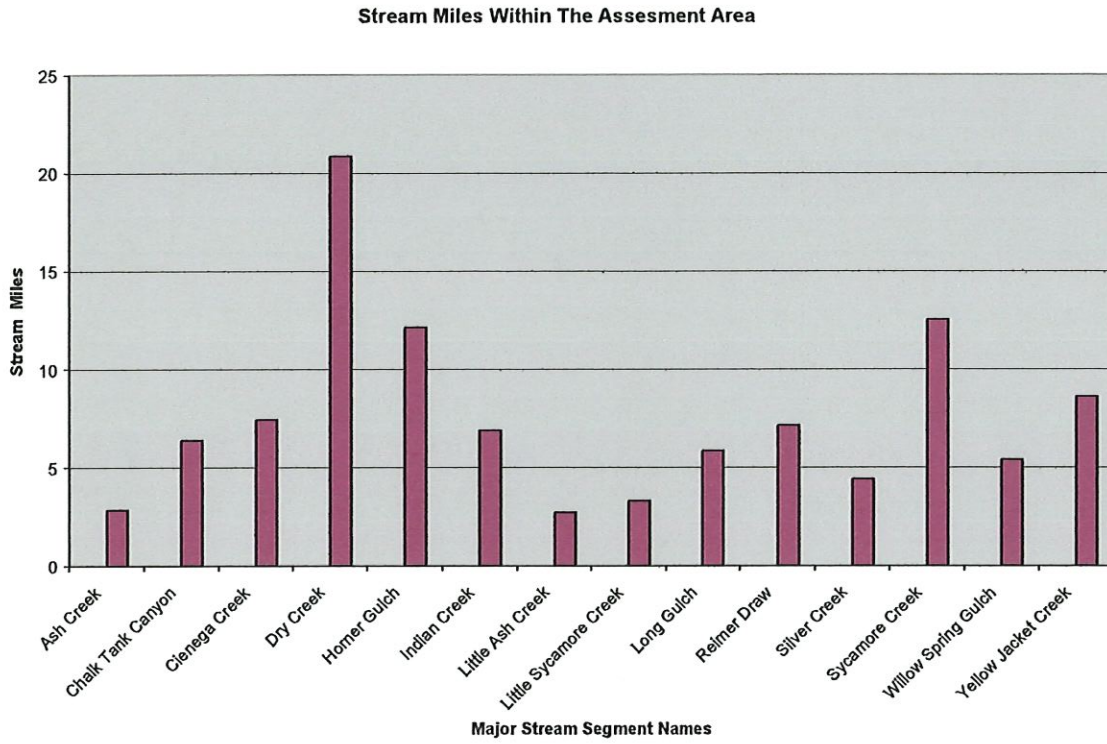 Stream Miles Within The Assesment Area
25
20
15
10
5
0
Stream Miles
Ash Creek
Chalk Tank Canyon
Cienega Creek
Dry Creek
Homer Gulch
Indian Creek
Little Ash Creek
Little Sycamore Creek
Long Gulch
Reimer Draw
Silver Creek
Sycamore Creek
Willow Spring Gulch
Yellow Jacket Creek
Major Stream Segment Names